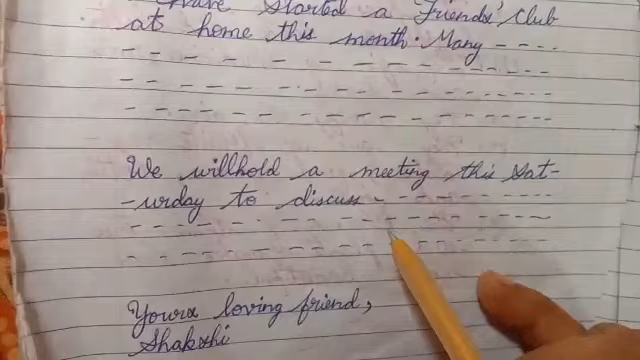 Have started a Friends' Club
at home this month. Many ----
We willhold a meeting this Sat-
-urday to discuss
Yours loving friend,
Shakshi